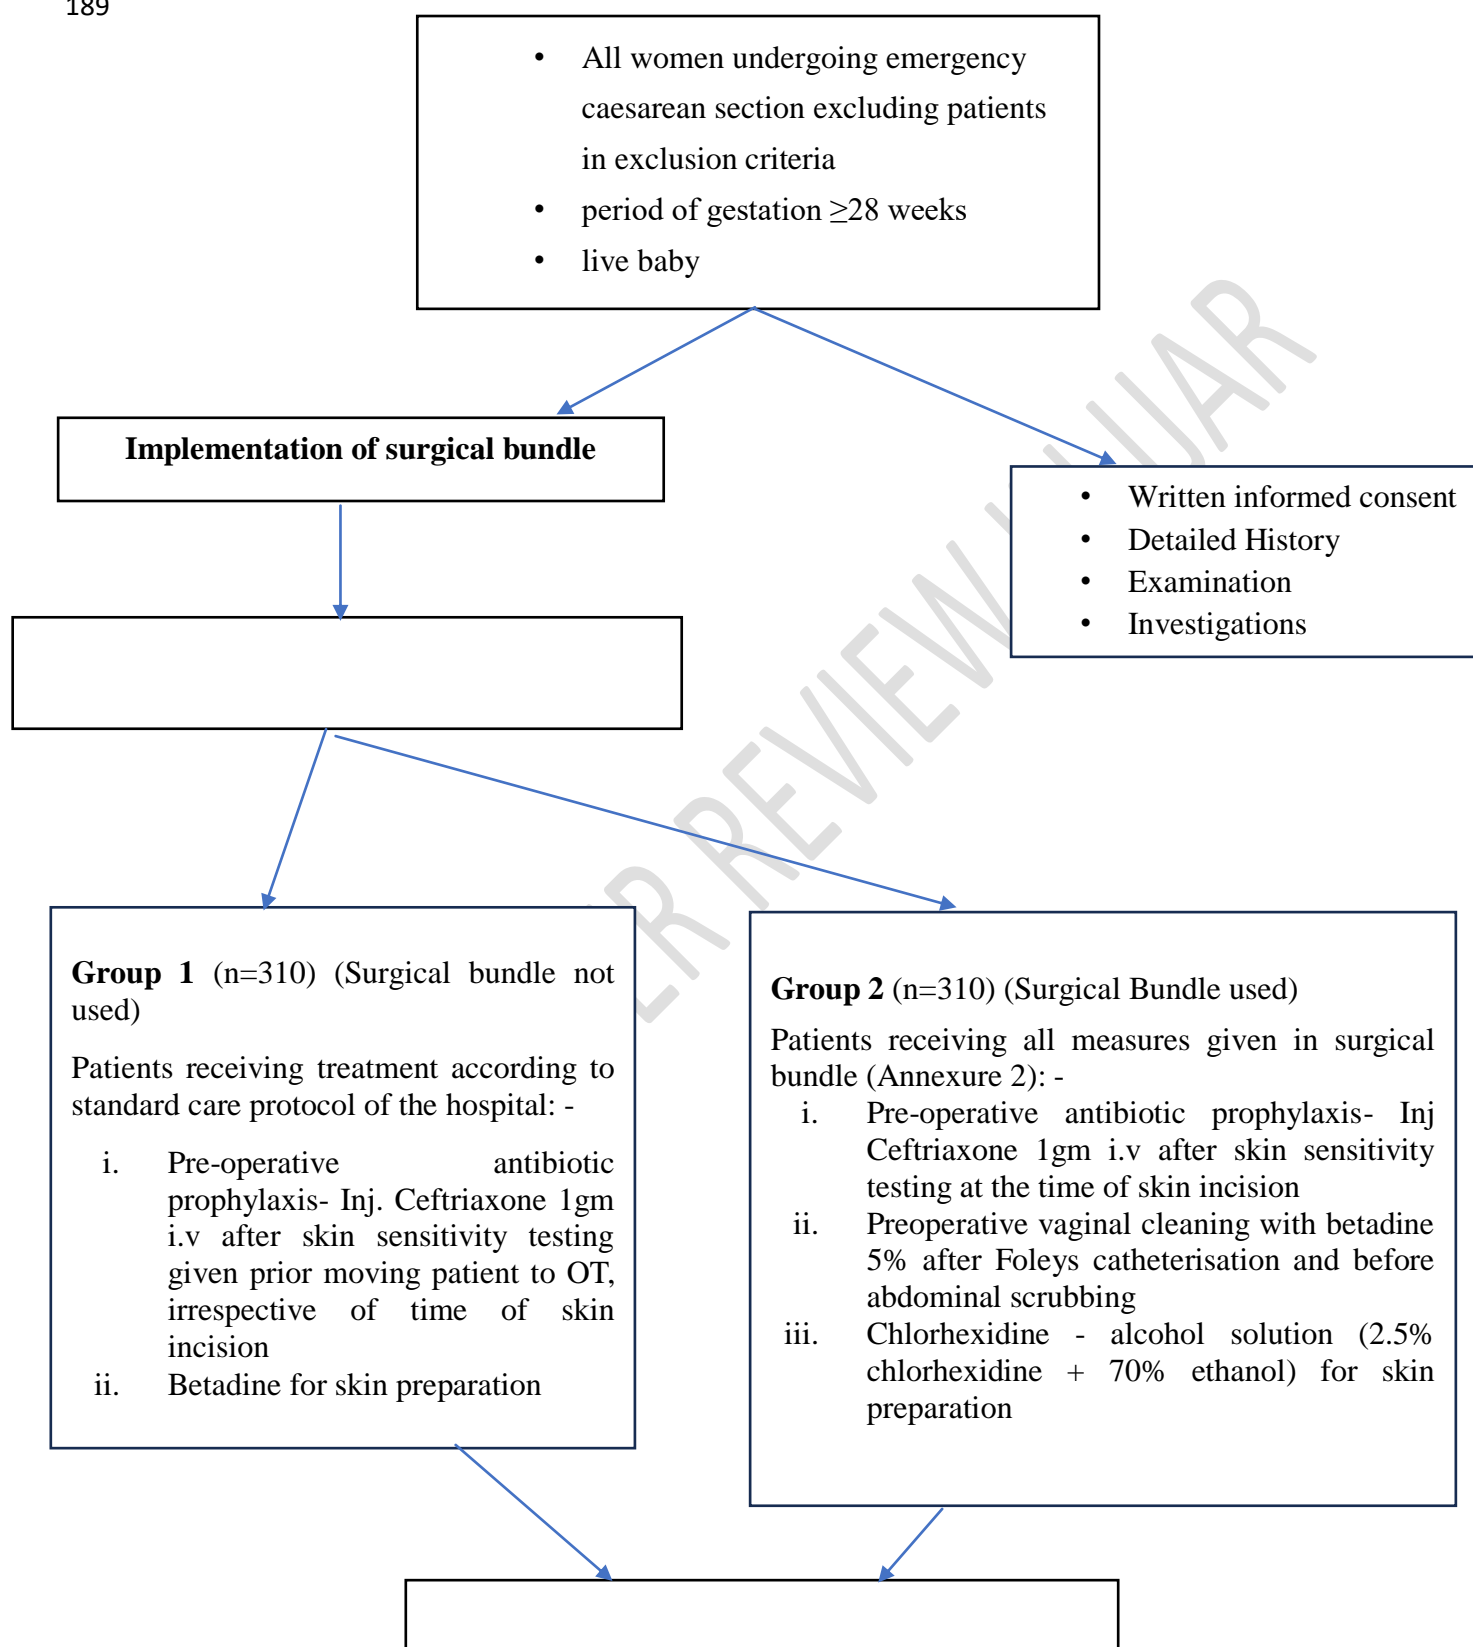 189
• All women undergoing emergency
caesarean section excluding patients
in exclusion criteria
• period of gestation ≥28 weeks
• live baby
Implementation of surgical bundle
• Written informed consent
• Detailed History
• Examination
• Investigations
Group 1 (n=310) (Surgical bundle not
used)
Patients receiving treatment according to
standard care protocol of the hospital: -
i. Pre-operative antibiotic
prophylaxis- Inj. Ceftriaxone 1gm
i.v after skin sensitivity testing
given prior moving patient to OT,
irrespective of time of skin
incision
ii. Betadine for skin preparation
Group 2 (n=310) (Surgical Bundle used)
Patients receiving all measures given in surgical
bundle (Annexure 2): -
i. Pre-operative antibiotic prophylaxis- Inj
Ceftriaxone 1gm i.v after skin sensitivity
testing at the time of skin incision
ii. Preoperative vaginal cleaning with betadine
5% after Foleys catheterisation and before
abdominal scrubbing
iii. Chlorhexidine - alcohol solution (2.5%
chlorhexidine + 70% ethanol) for skin
preparation
ER REVIEW IN IJAR